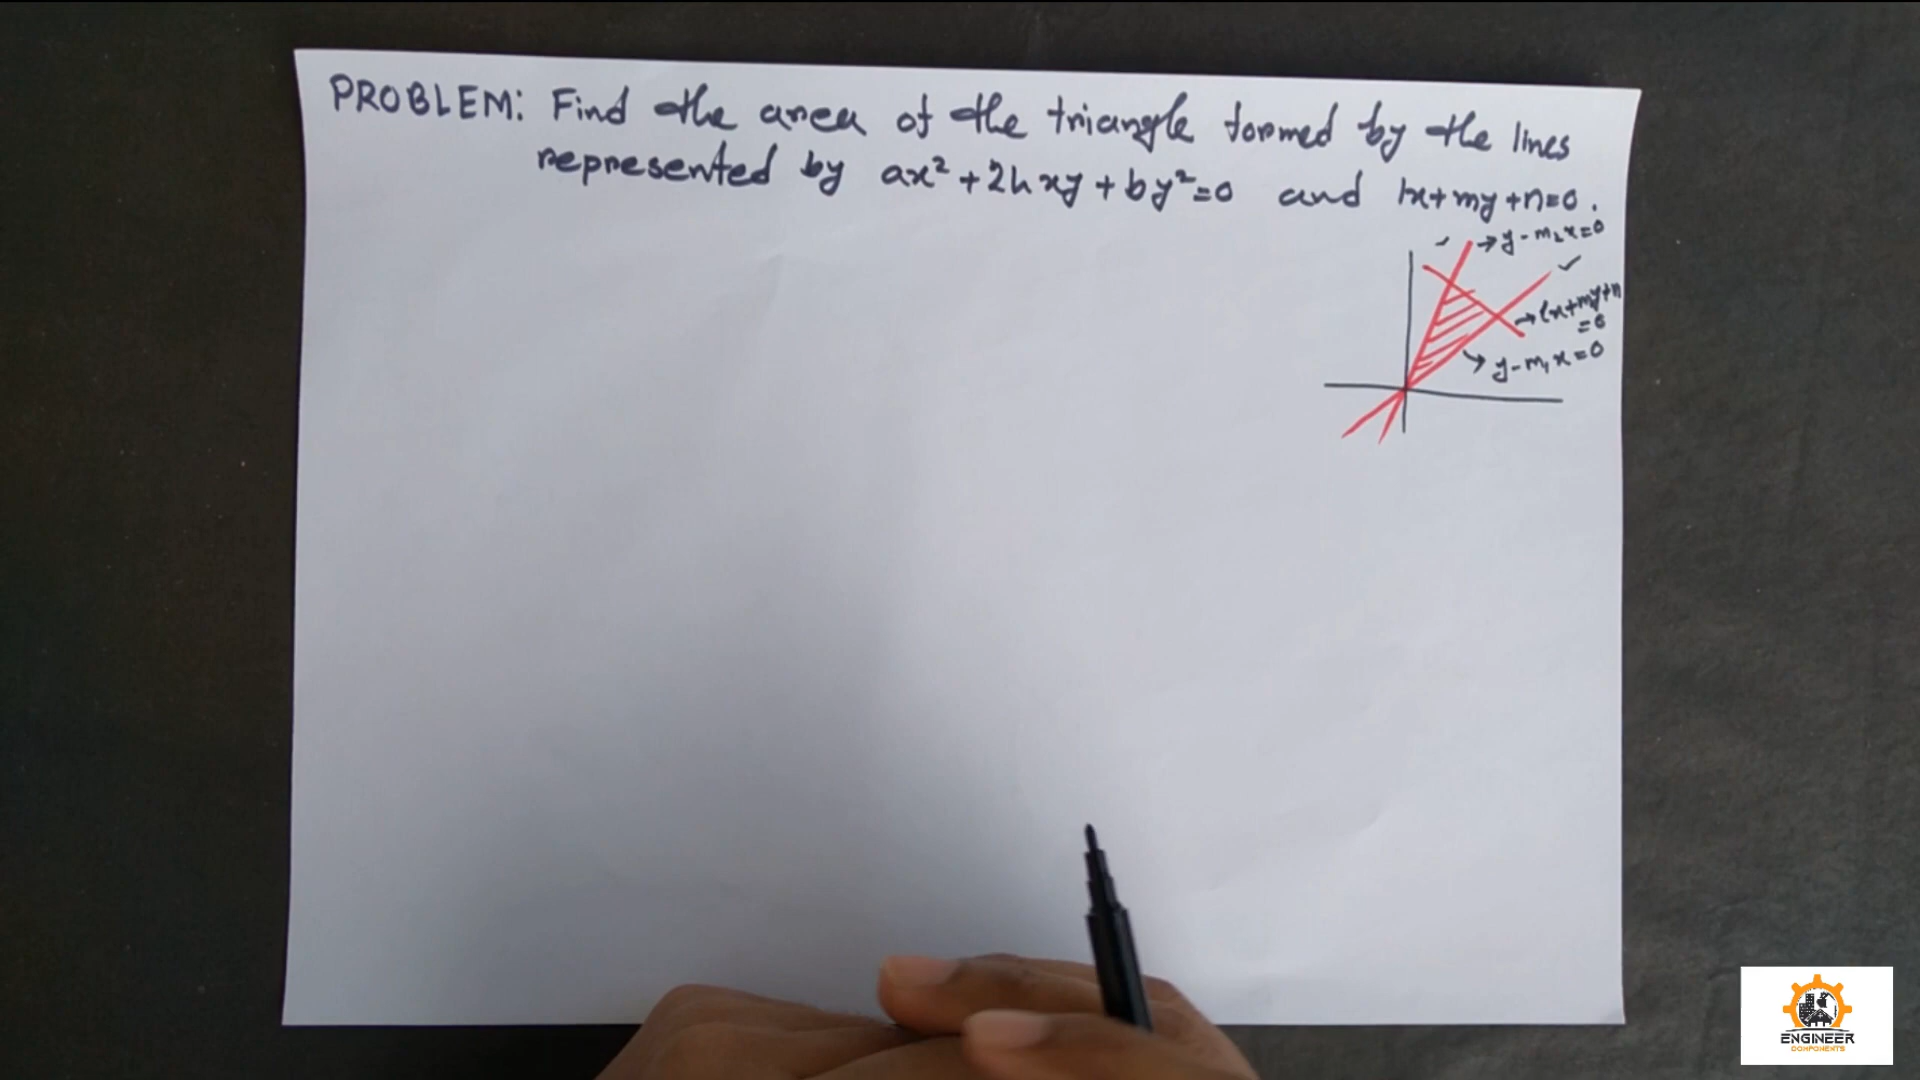 PROBLEM: Find the area of the triangle formed by the lines
represented by ax²+2hxy+by²=0 and lx+my+n=0.
→y-m₂x=0
→lx+my+n
=0
→y-m₁x=0
ENGINEER
COMPONENTS